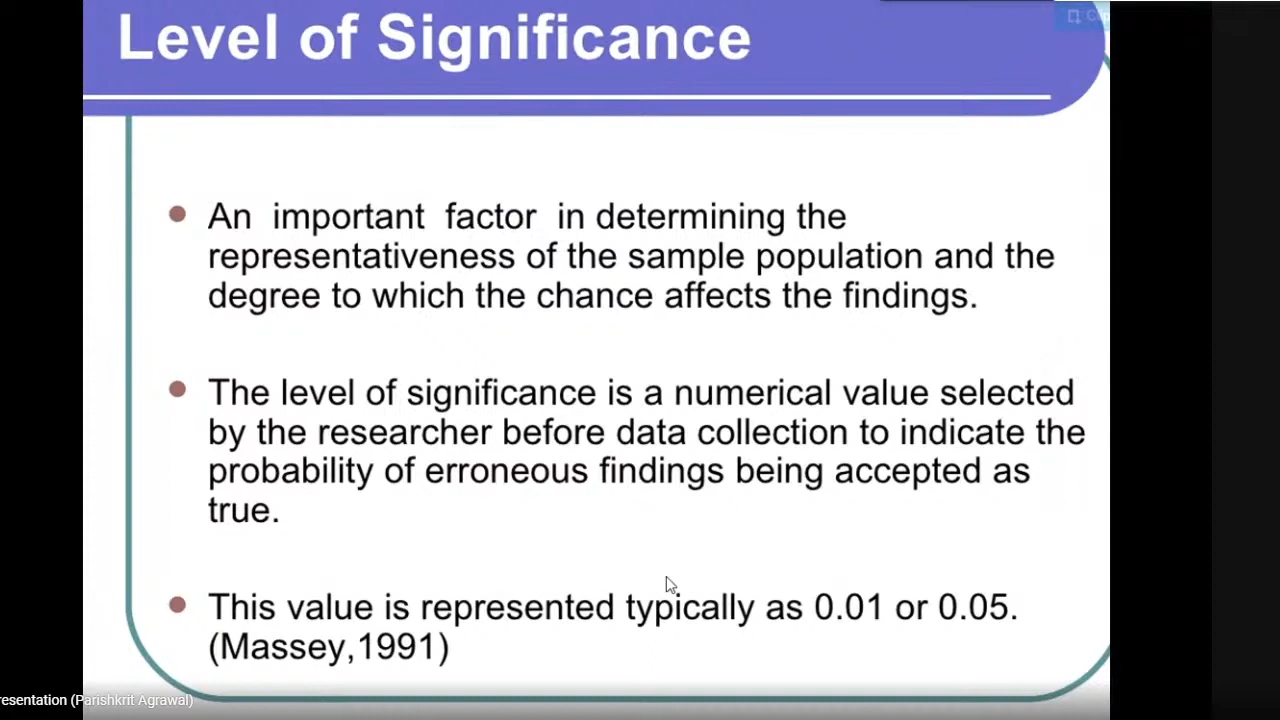 Level of Significance
An important factor in determining the
representativeness of the sample population and the
degree to which the chance affects the findings.
The level of significance is a numerical value selected
by the researcher before data collection to indicate the
probability of erroneous findings being accepted as
true.
This value is represented typically as 0.01 or 0.05.
(Massey,1991)
resentation (Parishkrit Agrawal)